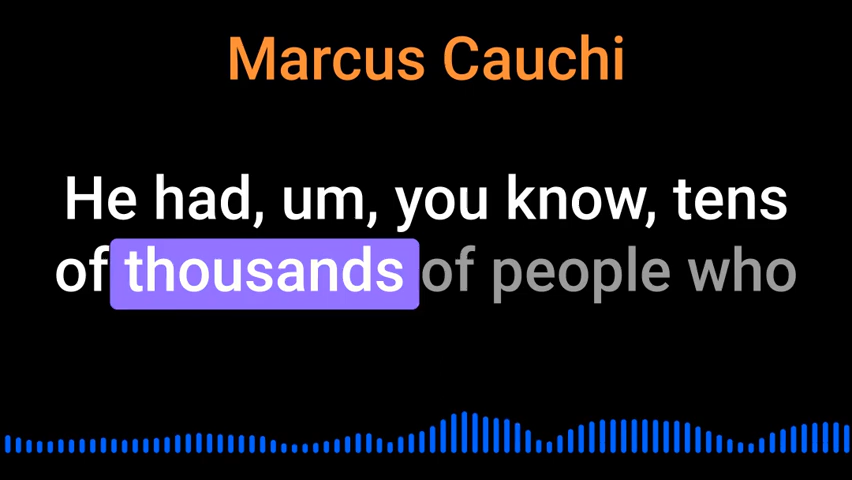 Marcus Cauchi
He had, um, you know, tens
of thousands of people who